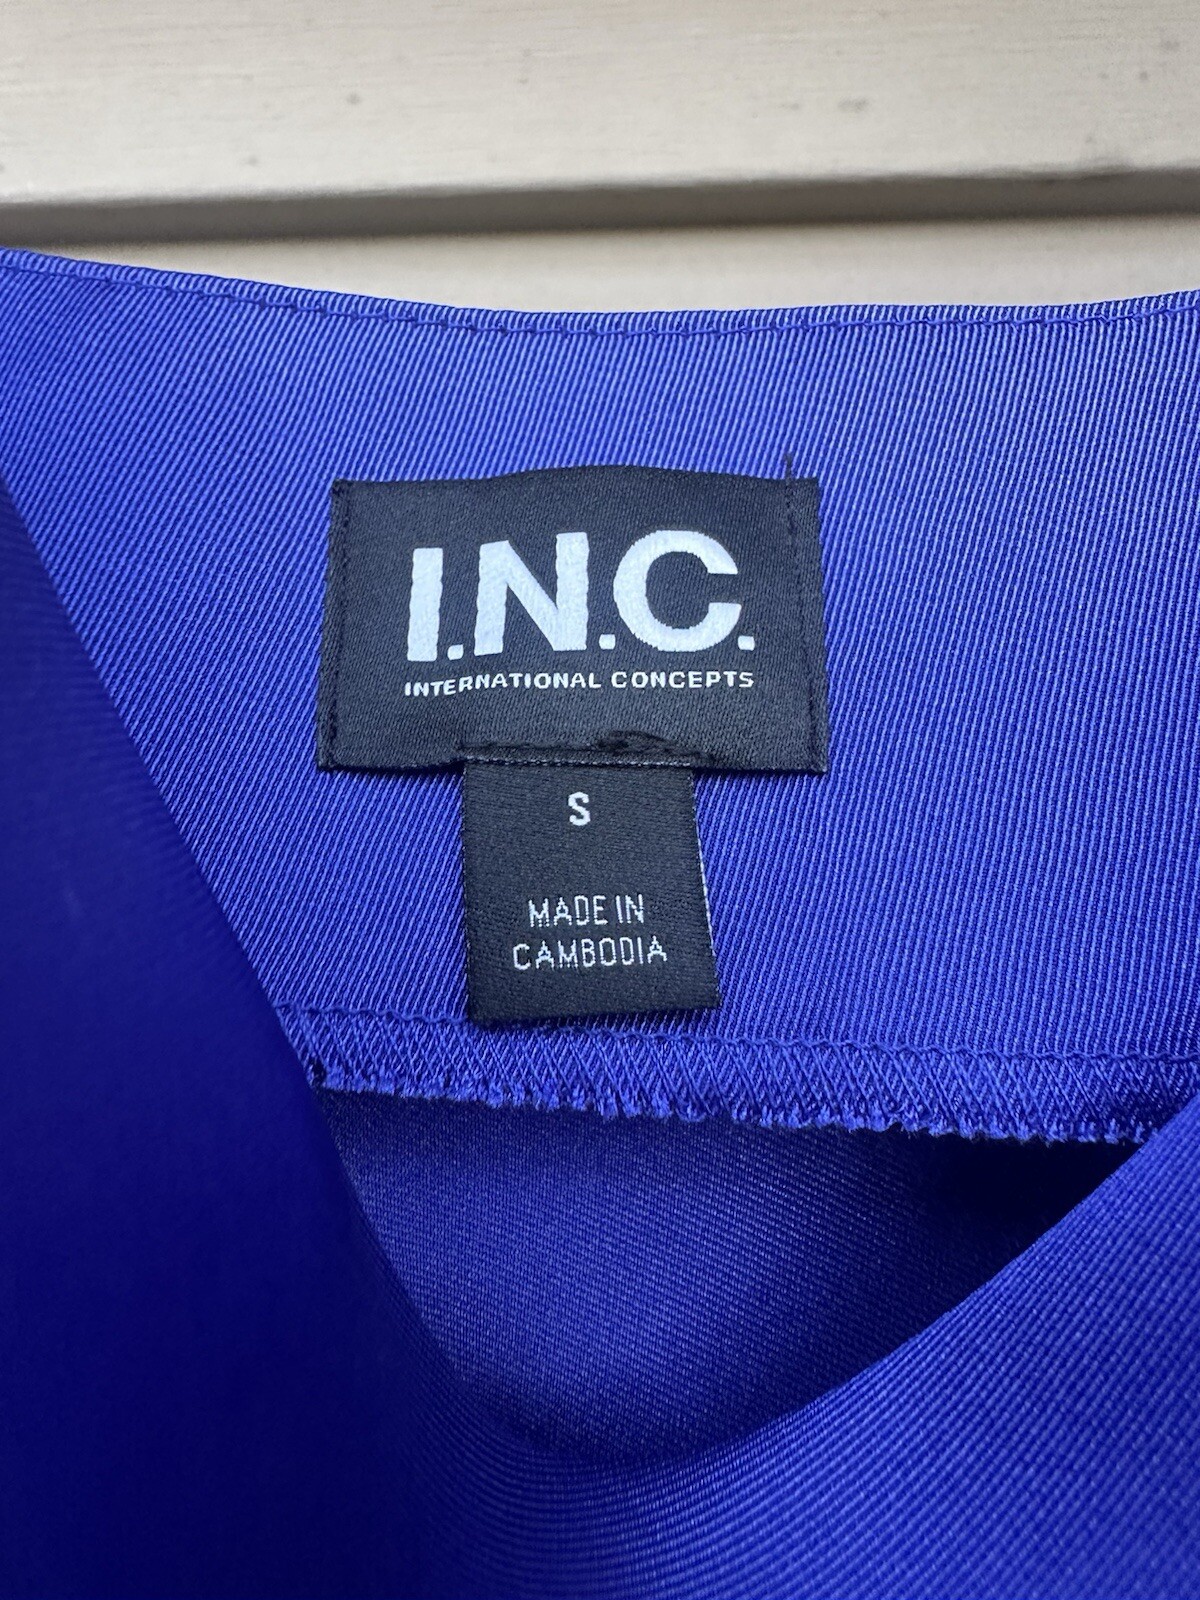 I.N.C.
INTERNATIONAL CONCEPTS
S
MADE IN
CAMBODIA